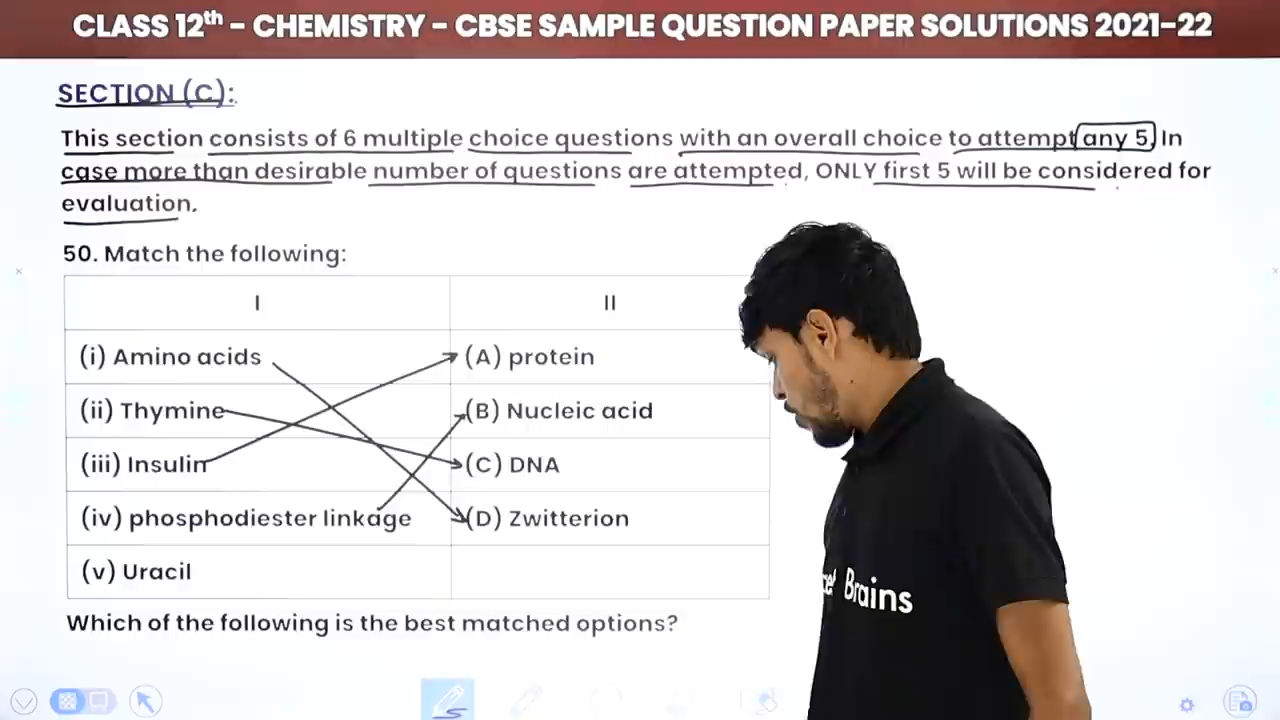 CLASS 12th - CHEMISTRY - CBSE SAMPLE QUESTION PAPER SOLUTIONS 2021-22
SECTION (C):
This section consists of 6 multiple choice questions with an overall choice to attempt any 5. In
case more than desirable number of questions are attempted, ONLY first 5 will be considered for
evaluation.
50. Match the following:
I II
(i) Amino acids (A) protein
(ii) Thymine (B) Nucleic acid
(iii) Insulin (C) DNA
(iv) phosphodiester linkage (D) Zwitterion
(v) Uracil
Which of the following is the best matched options?
Brains